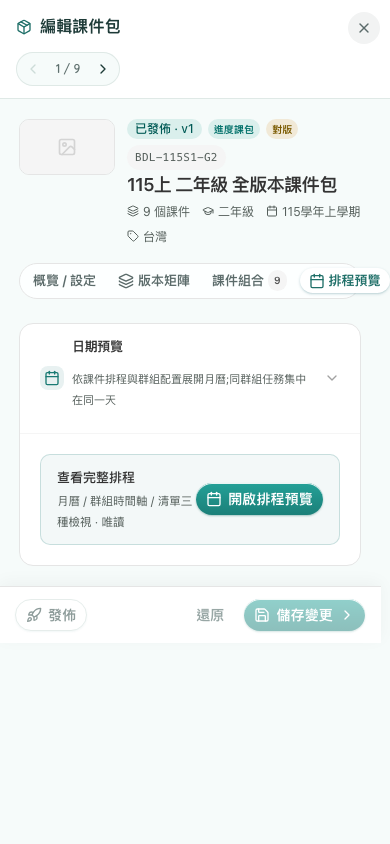 編輯課件包
1 / 9
已發佈 · v1
進度課包
對版
BDL-115S1-G2
115上 二年級 全版本課件包
9 個課件
二年級
115學年上學期
台灣
概覽 / 設定
版本矩陣
課件組合 9
排程預覽
日期預覽
依課件排程與群組配置展開月曆;同群組任務集中
在同一天
查看完整排程
月曆 / 群組時間軸 / 清單三
種檢視 · 唯讀
開啟排程預覽
發佈
還原
儲存變更